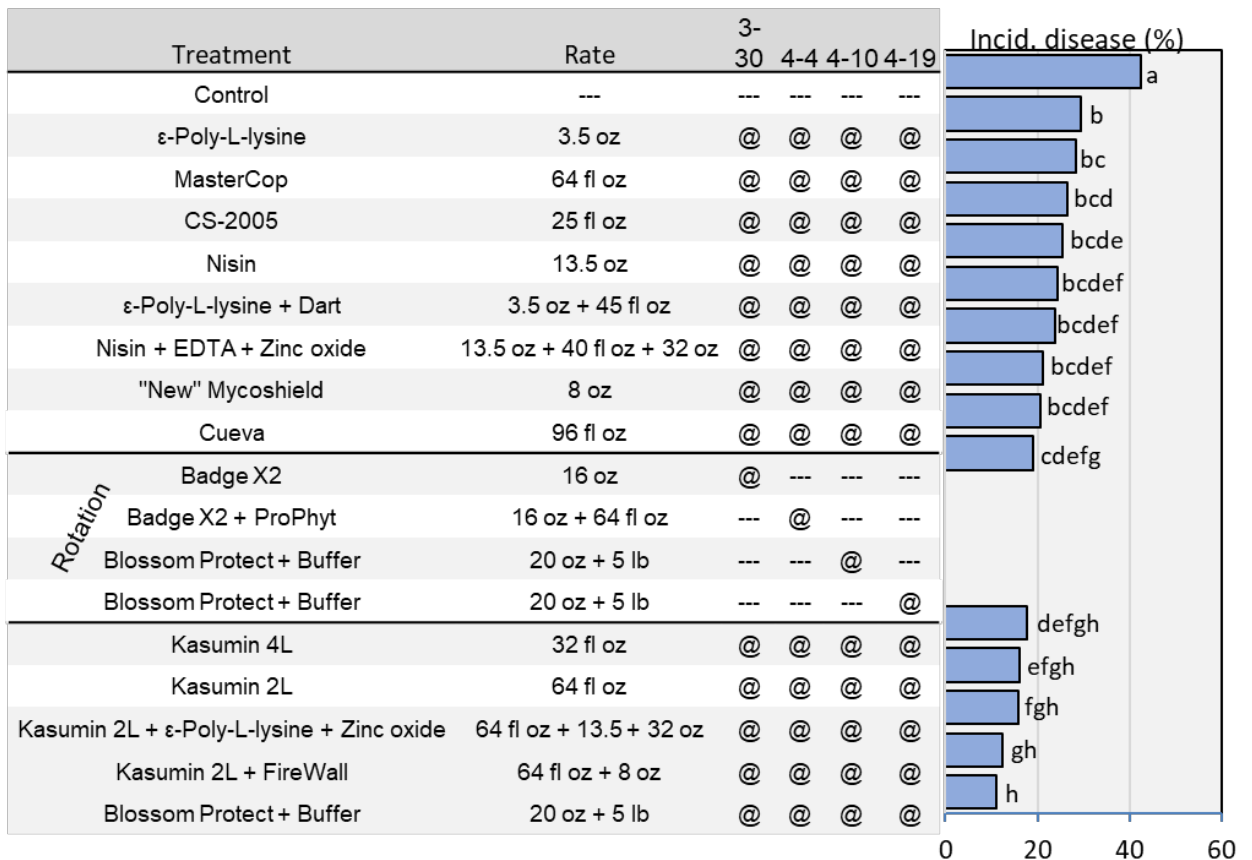 3-
Treatment Rate 30 4-4 4-10 4-19 Incid. disease (%)
Control --- --- --- --- --- a
ε-Poly-L-lysine 3.5 oz @ @ @ @ b
MasterCop 64 fl oz @ @ @ @ bc
CS-2005 25 fl oz @ @ @ @ bcd
Nisin 13.5 oz @ @ @ @ bcde
ε-Poly-L-lysine + Dart 3.5 oz + 45 fl oz @ @ @ @ bcdef
Nisin + EDTA + Zinc oxide 13.5 oz + 40 fl oz + 32 oz @ @ @ @ bcdef
"New" Mycoshield 8 oz @ @ @ @ bcdef
Cueva 96 fl oz @ @ @ @ bcdef
Rotation
Badge X2 16 oz @ --- --- --- cdefg
Badge X2 + ProPhyt 16 oz + 64 fl oz --- @ --- ---
Blossom Protect + Buffer 20 oz + 5 lb --- --- @ ---
Blossom Protect + Buffer 20 oz + 5 lb --- --- --- @
Kasumin 4L 32 fl oz @ @ @ @ defgh
Kasumin 2L 64 fl oz @ @ @ @ efgh
Kasumin 2L + ε-Poly-L-lysine + Zinc oxide 64 fl oz + 13.5 + 32 oz @ @ @ @ fgh
Kasumin 2L + FireWall 64 fl oz + 8 oz @ @ @ @ gh
Blossom Protect + Buffer 20 oz + 5 lb @ @ @ @ h
0 20 40 60